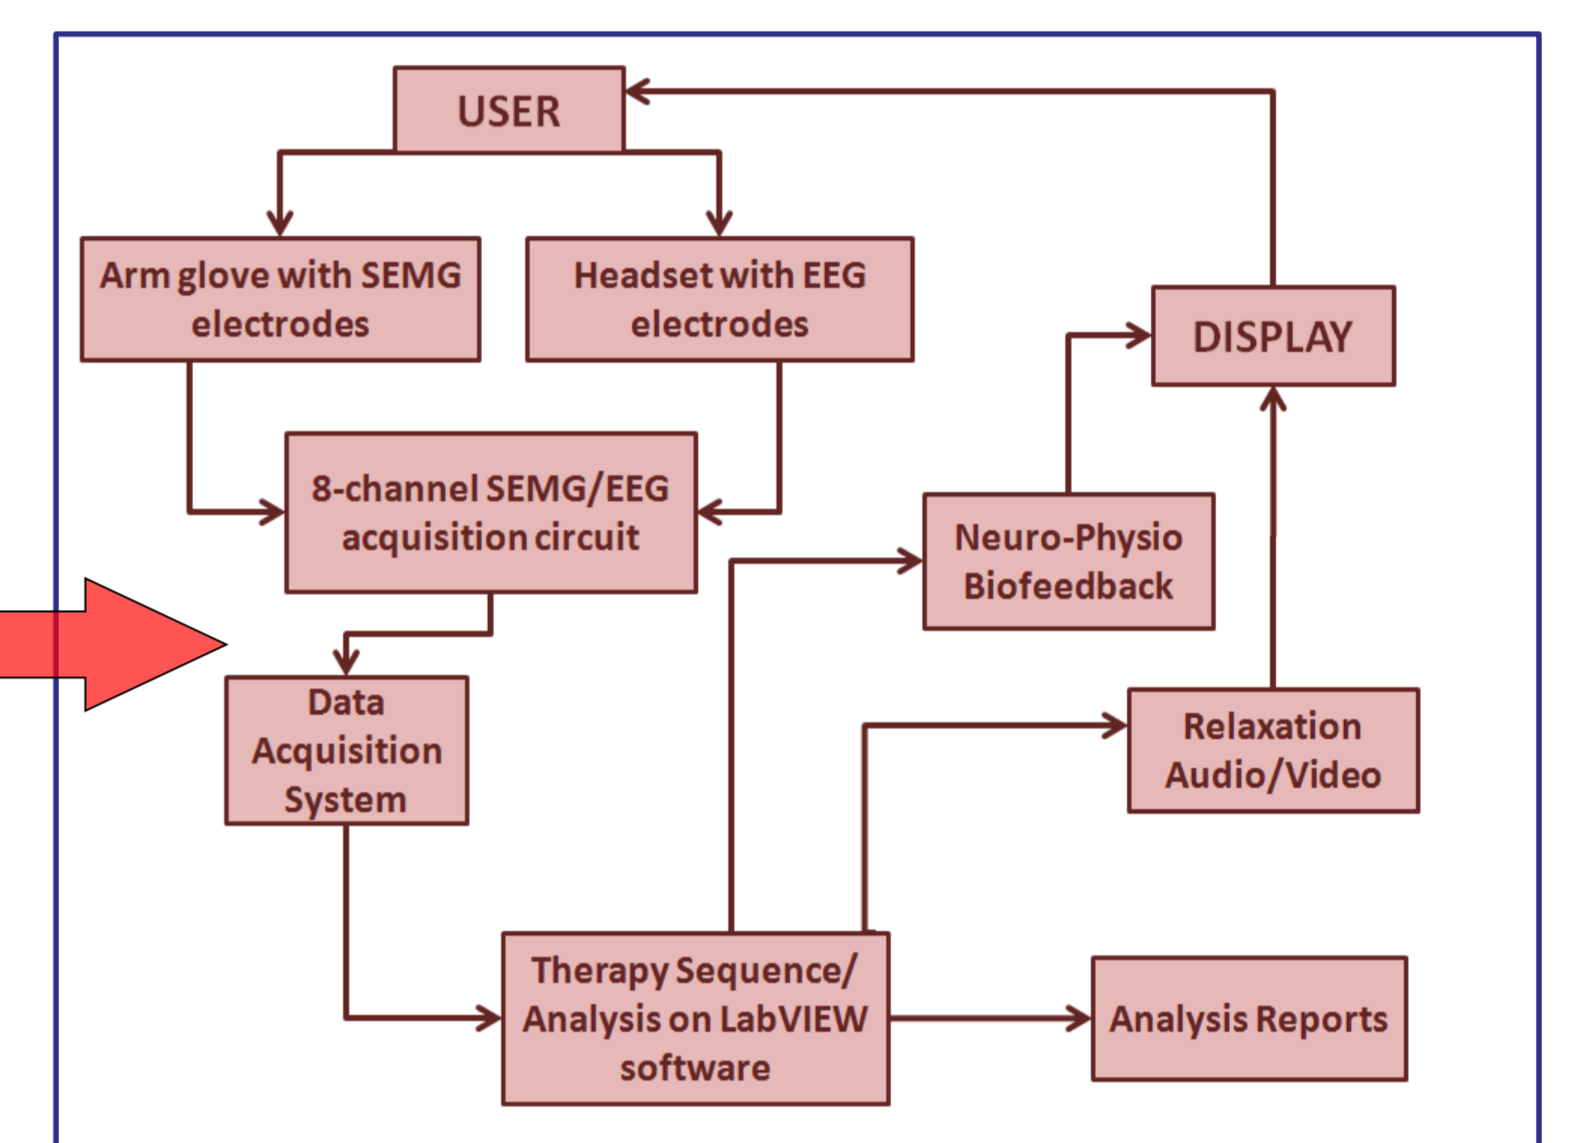 USER
Arm glove with SEMG
electrodes
Headset with EEG
electrodes
DISPLAY
8-channel SEMG/EEG
acquisition circuit
Neuro-Physio
Biofeedback
Data
Acquisition
System
Relaxation
Audio/Video
Therapy Sequence/
Analysis on LabVIEW
software
Analysis Reports